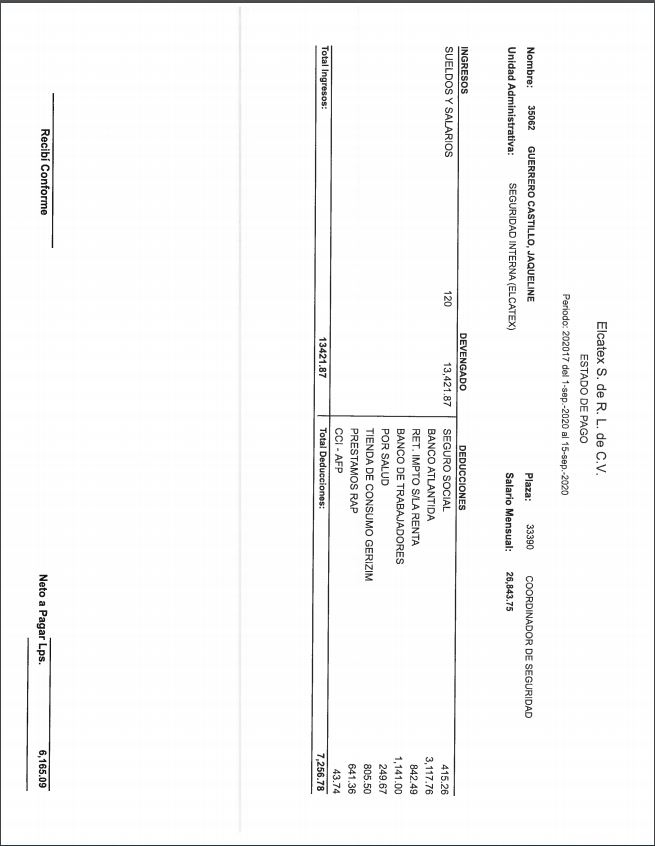 Elcatex S. de R. L. de C.V.
ESTADO DE PAGO
Periodo: 202017 del 1-sep.-2020 al 15-sep.-2020
Nombre: 35062 GUERRERO CASTILLO, JAQUELINE Plaza: 33390 COORDINADOR DE SEGURIDAD
Unidad Administrativa: SEGURIDAD INTERNA (ELCATEX) Salario Mensual: 26,843.75
INGRESOS DEVENGADO DEDUCCIONES
SUELDOS Y SALARIOS 120 13,421.87 SEGURO SOCIAL 415.26
BANCO ATLANTIDA 3,117.76
RET. IMPTO S/LA RENTA 842.49
BANCO DE TRABAJADORES 1,141.00
POR SALUD 249.67
TIENDA DE CONSUMO GERIZIM 805.50
PRESTAMOS RAP 641.36
CCI - AFP 43.74
Total Ingresos: 13421.87 Total Deducciones: 7,256.78
Neto a Pagar Lps. 6,165.09
Recibí Conforme